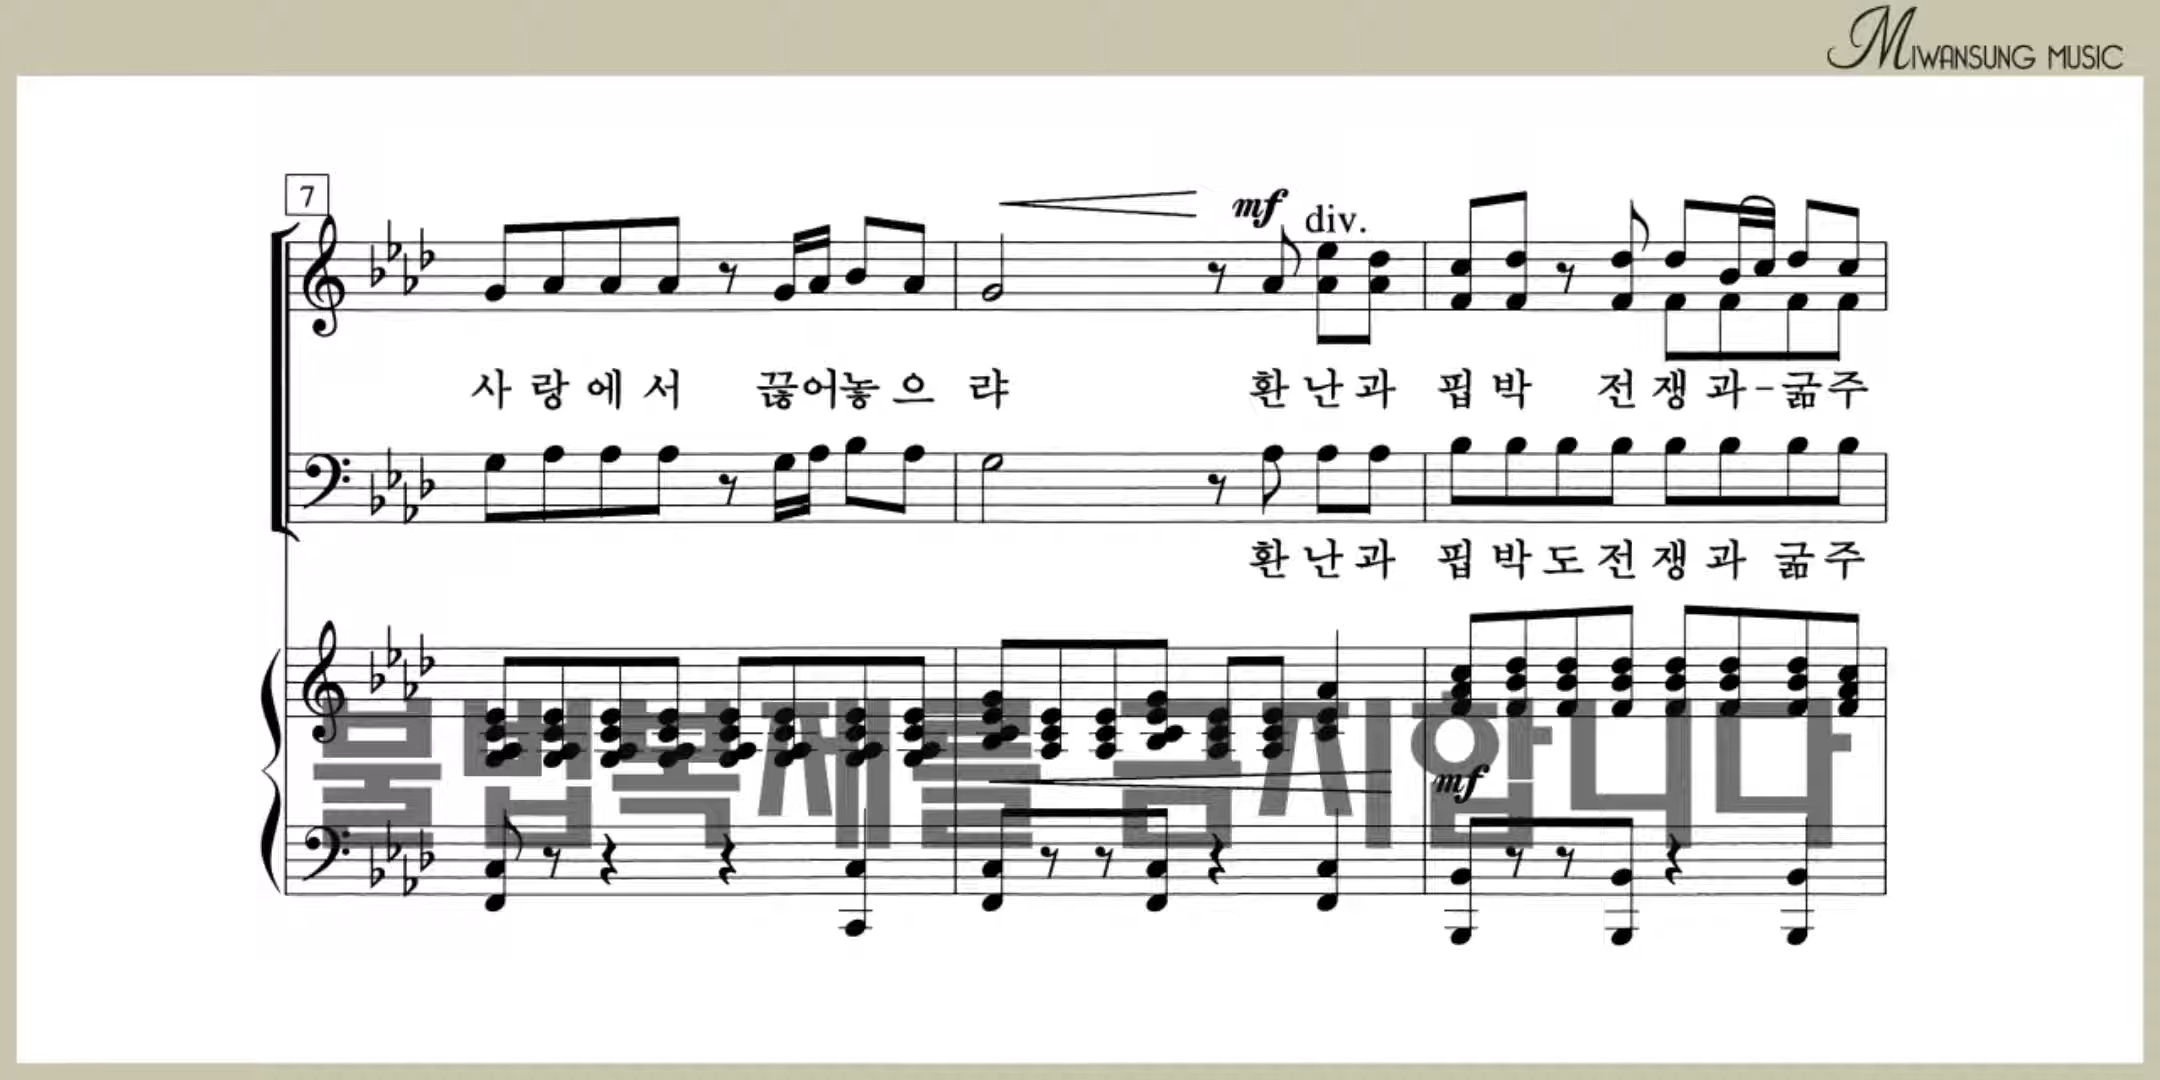 MIWANSUNG MUSIC
7
mf div.
사 랑 에 서 끊어놓 으 랴 환 난 과 핍 박 전 쟁 과-굶주
환 난 과 핍 박 도 전 쟁 과 굶 주
불법복제를 금지합니다
mf